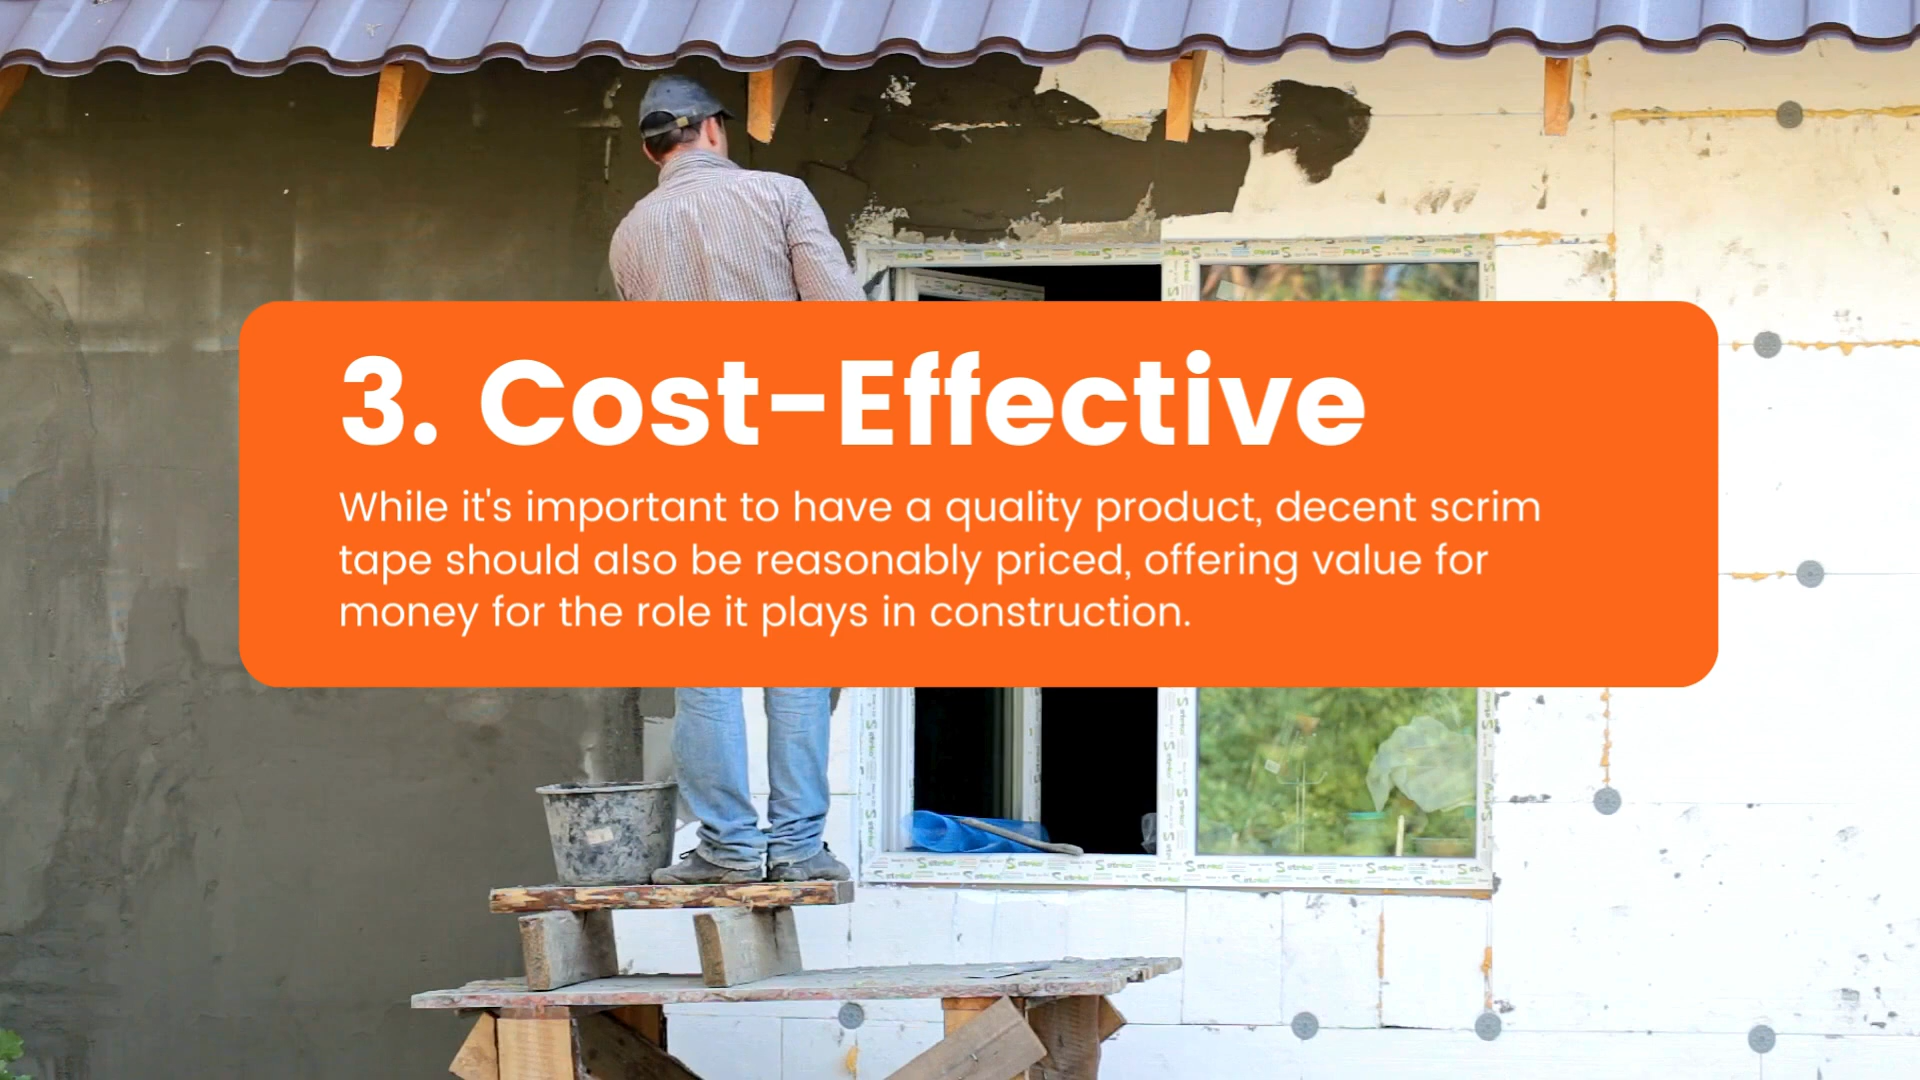 3. Cost-Effective
While it's important to have a quality product, decent scrim
tape should also be reasonably priced, offering value for
money for the role it plays in construction.